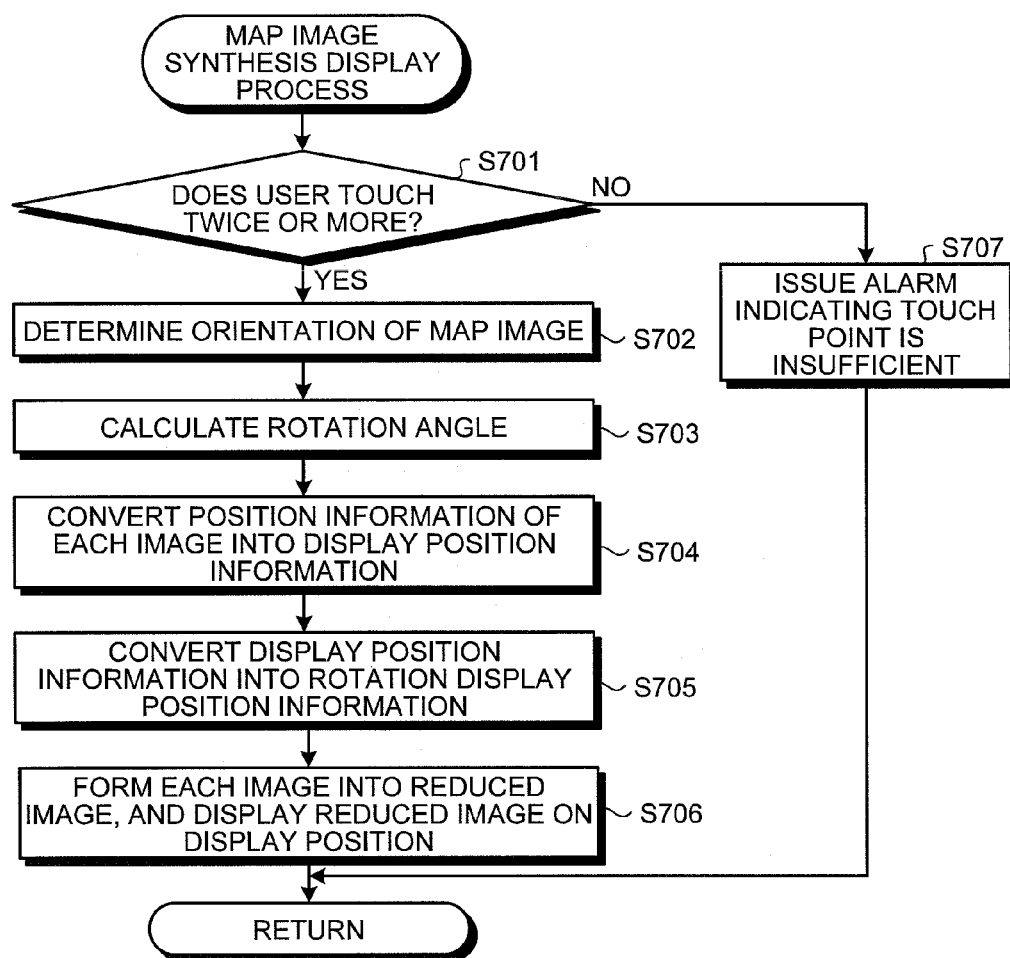 MAP IMAGE
SYNTHESIS DISPLAY
PROCESS
S701
DOES USER TOUCH
TWICE OR MORE?
NO
YES
S707
ISSUE ALARM
INDICATING TOUCH
POINT IS
INSUFFICIENT
DETERMINE ORIENTATION OF MAP IMAGE
S702
CALCULATE ROTATION ANGLE
S703
CONVERT POSITION INFORMATION OF
EACH IMAGE INTO DISPLAY POSITION
INFORMATION
S704
CONVERT DISPLAY POSITION
INFORMATION INTO ROTATION DISPLAY
POSITION INFORMATION
S705
FORM EACH IMAGE INTO REDUCED
IMAGE, AND DISPLAY REDUCED IMAGE ON
DISPLAY POSITION
S706
RETURN